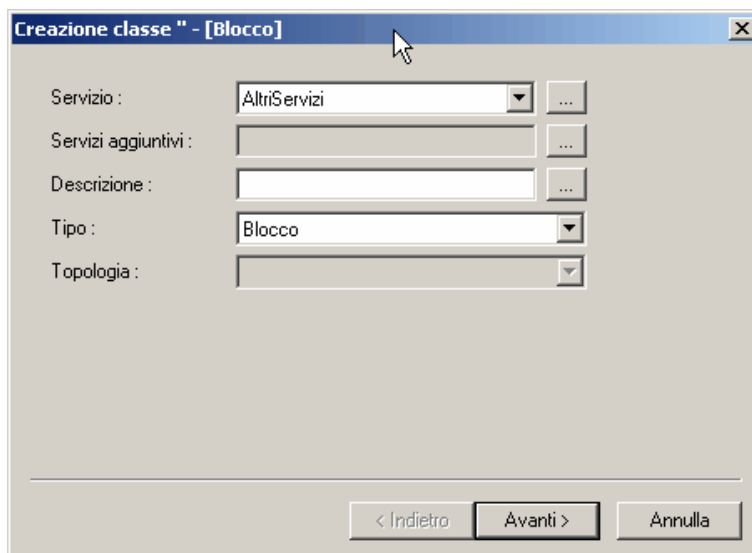 Creazione classe '' - [Blocco]
Servizio : AltriServizi ...
Servizi aggiuntivi : ...
Descrizione : ...
Tipo : Blocco
Topologia :
< Indietro Avanti > Annulla